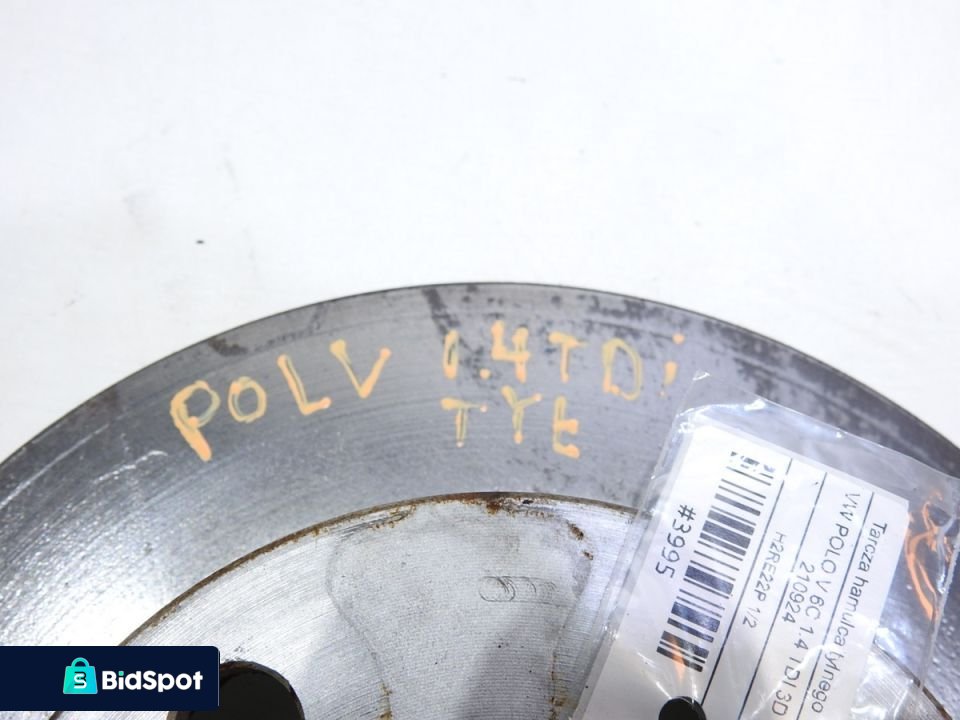 POLV 1.4TDi
TYŁ
Tarcza hamulca tylnego
VW POLO V 6C 1.4 TDI 3D
210924
H2RE22P 1/2
#3995
BidSpot